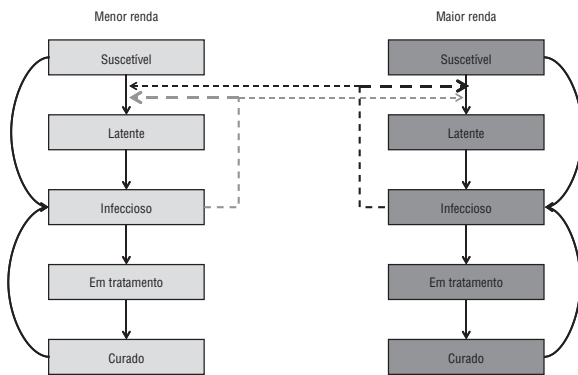 Menor renda
Maior renda
Suscetível
Suscetível
Latente
Latente
Infeccioso
Infeccioso
Em tratamento
Em tratamento
Curado
Curado